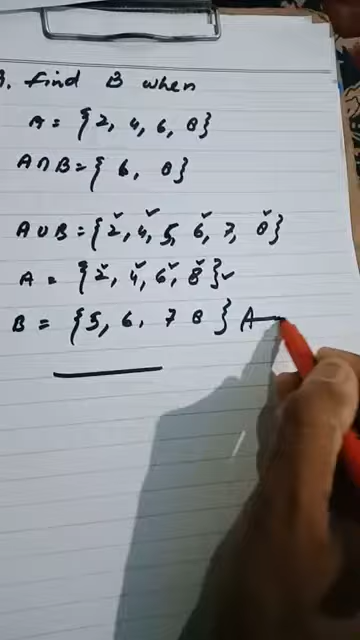 3. find B when
A = {2, 4, 6, 8}
A∩B = {6, 8}
A∪B = {2, 4, 5, 6, 7, 8}
A = {2, 4, 6, 8}
B = {5, 6, 7 8} A